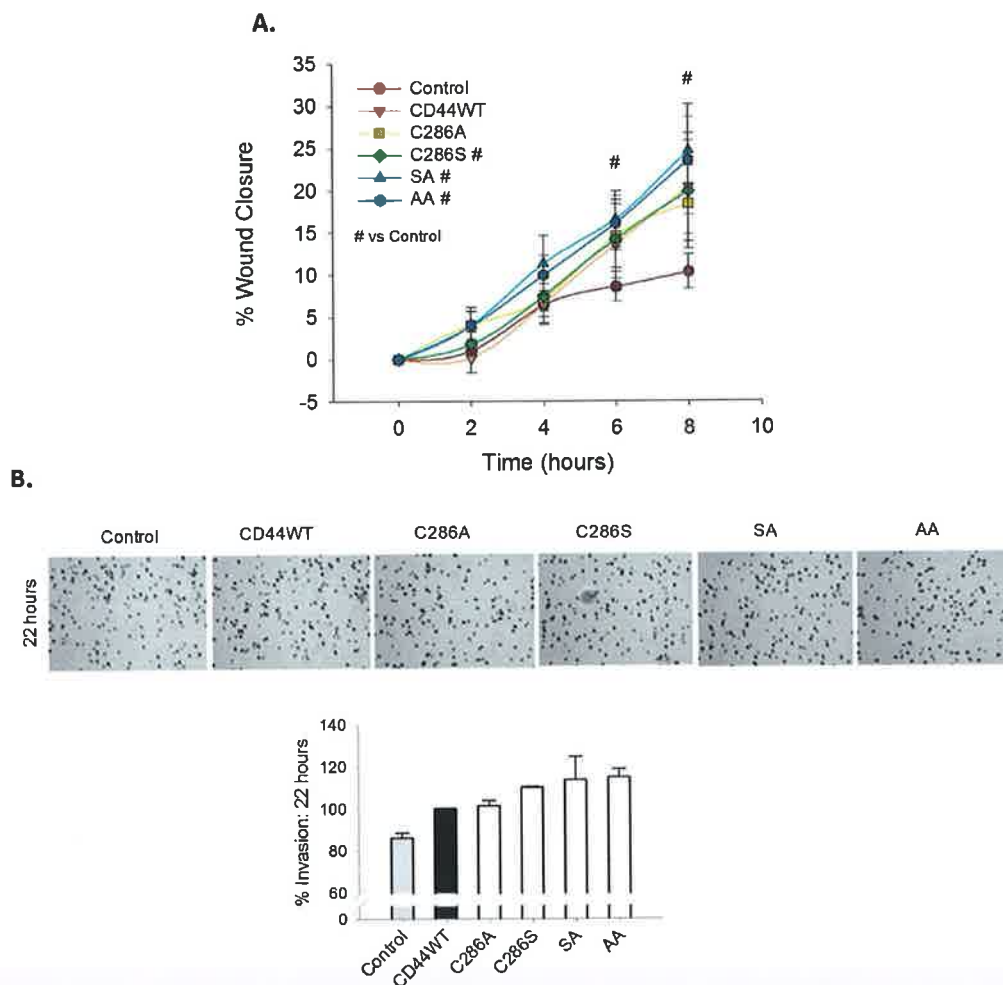 A.
% Wound Closure
35
30
25
20
15
10
5
0
-5
Control
CD44WT
C286A
C286S #
SA #
AA #
# vs Control
#
#
0 2 4 6 8 10
Time (hours)
B.
Control CD44WT C286A C286S SA AA
22 hours
% Invasion: 22 hours
140
120
100
80
60
0
Control CD44WT C286A C286S SA AA